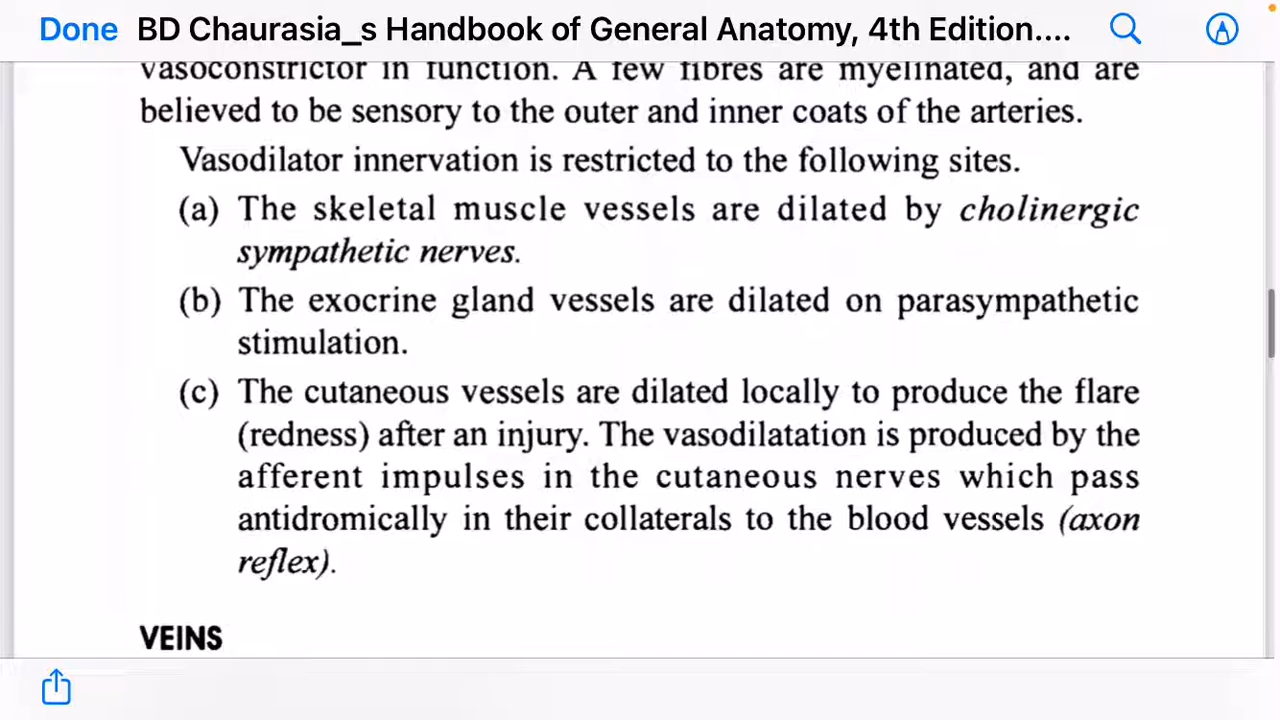 Done BD Chaurasia_s Handbook of General Anatomy, 4th Edition....
vasoconstrictor in function. A few fibres are myelinated, and are
believed to be sensory to the outer and inner coats of the arteries.
Vasodilator innervation is restricted to the following sites.
(a) The skeletal muscle vessels are dilated by cholinergic
sympathetic nerves.
(b) The exocrine gland vessels are dilated on parasympathetic
stimulation.
(c) The cutaneous vessels are dilated locally to produce the flare
(redness) after an injury. The vasodilatation is produced by the
afferent impulses in the cutaneous nerves which pass
antidromically in their collaterals to the blood vessels (axon
reflex).
VEINS